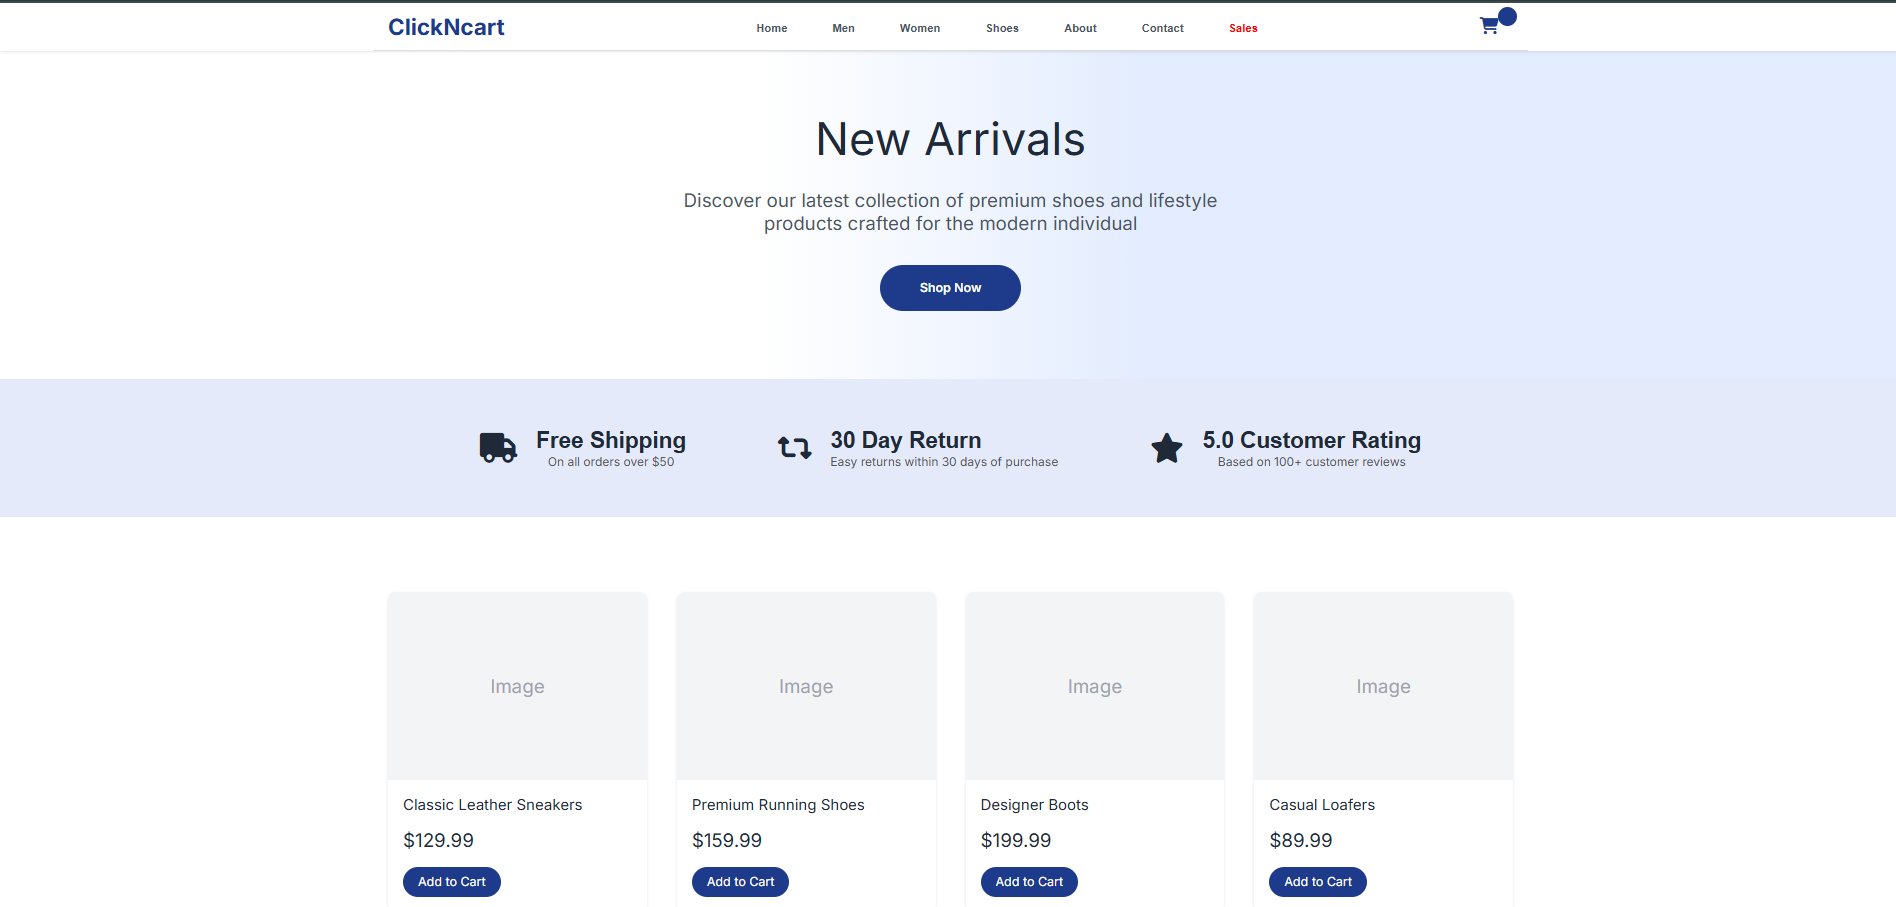 ClickNcart
Home Men Women Shoes About Contact Sales
New Arrivals
Discover our latest collection of premium shoes and lifestyle
products crafted for the modern individual
Shop Now
Free Shipping
On all orders over $50
30 Day Return
Easy returns within 30 days of purchase
5.0 Customer Rating
Based on 100+ customer reviews
Image
Classic Leather Sneakers
$129.99
Add to Cart
Image
Premium Running Shoes
$159.99
Add to Cart
Image
Designer Boots
$199.99
Add to Cart
Image
Casual Loafers
$89.99
Add to Cart